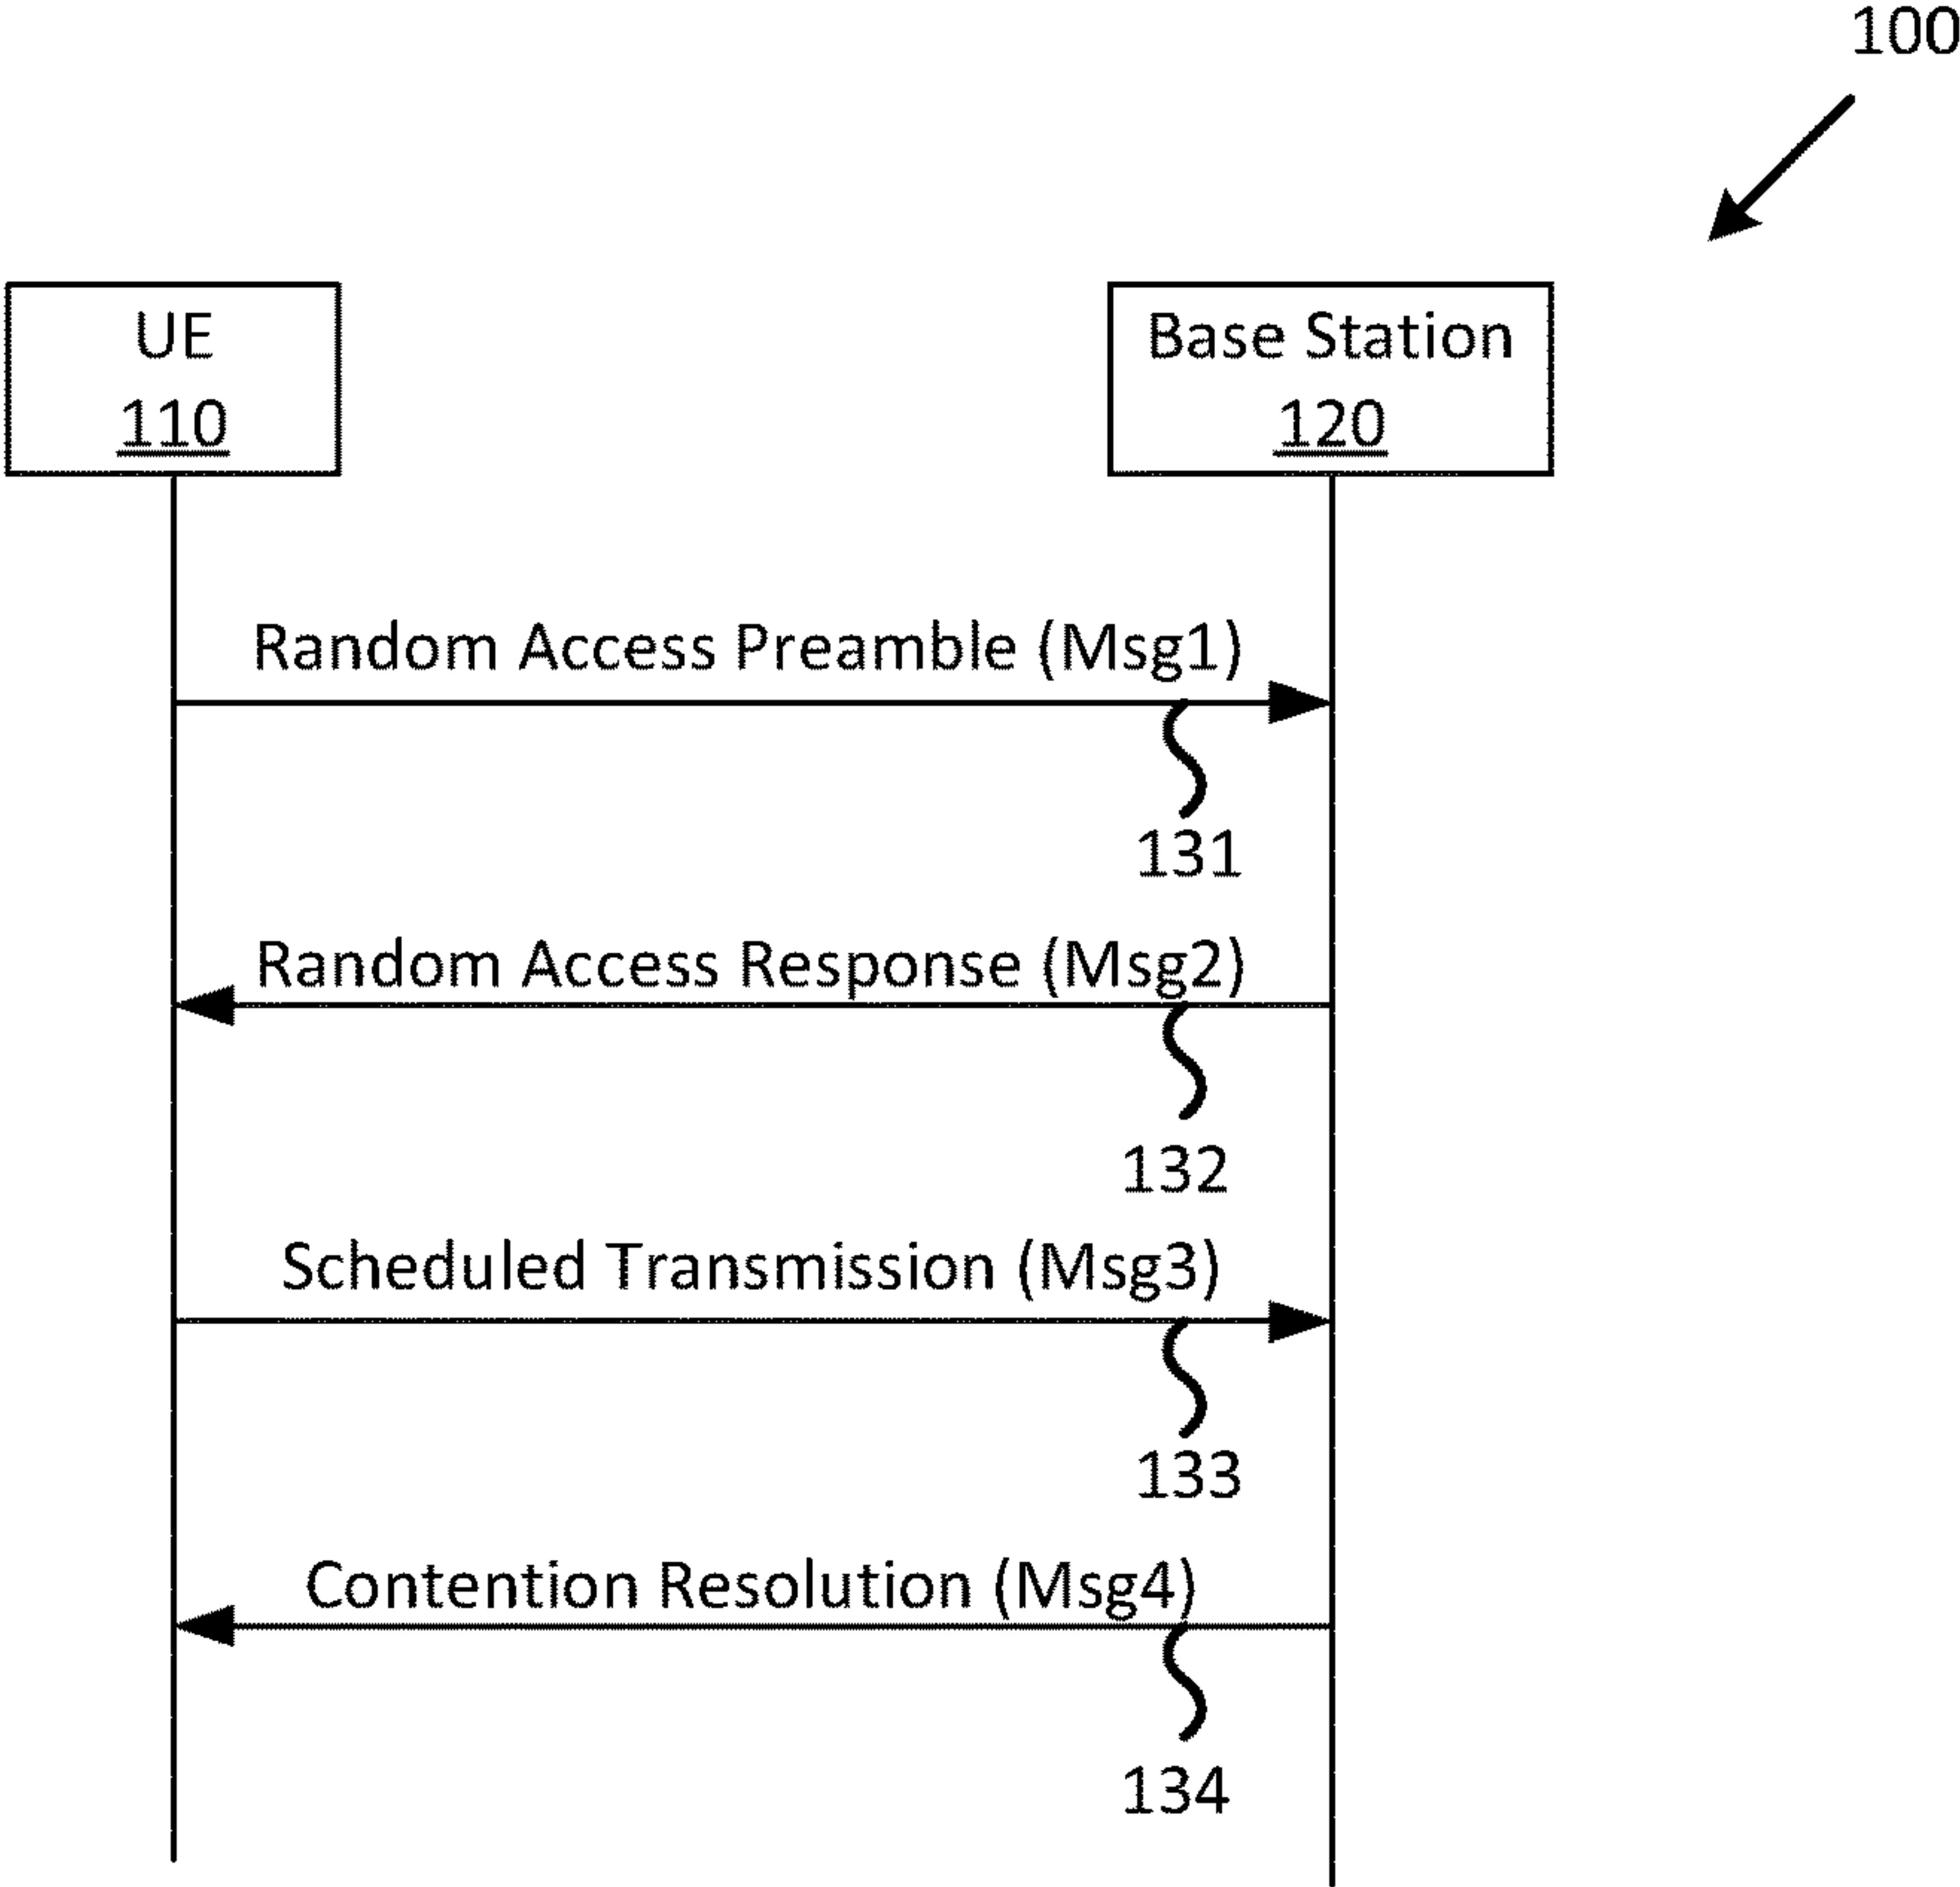 100
UE
110
Base Station
120
Random Access Preamble (Msg1)
131
Random Access Response (Msg2)
132
Scheduled Transmission (Msg3)
133
Contention Resolution (Msg4)
134